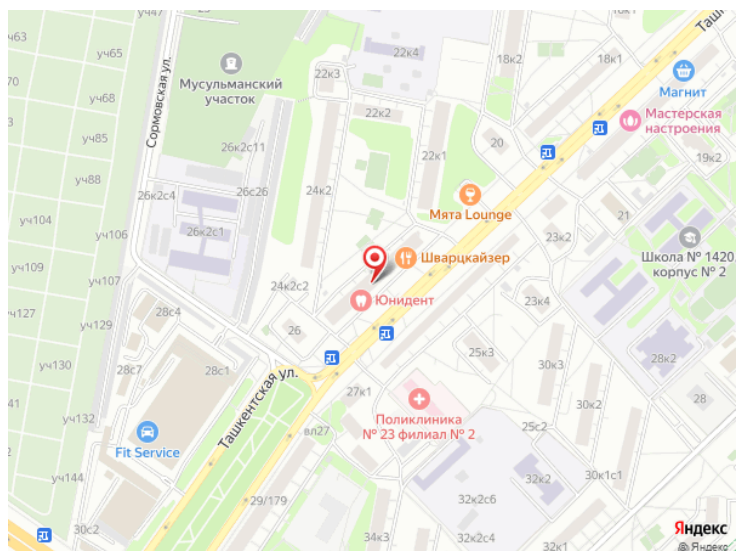 уч47
23
уч63
уч65
уч68
уч85
уч88
уч104
уч106
уч109
уч107
уч127
уч129
уч130
уч132
уч144
Сормовская ул.
Мусульманский
участок
22к3
22к4
22к2
22к1
18к2
18к1
Таш
Магнит
Мастерская
настроения
19к2
20
21
26к2с11
26с26
26к2с4
26к2с1
24к2
Мята Lounge
Шварцкайзер
23к2
Школа № 1420.
корпус № 2
24к2с2
Юнидент
23к4
28с4
26
28с7
28с1
25к3
30к3
28к2
28
27к1
30к2
Ташкентская ул.
Поликлиника
№ 23 филиал № 2
вл27
25с2
Fit Service
29/179
32к2с6
30к1с1
30с2
34к3
32к2
32к1
Яндекс
© Яндекс